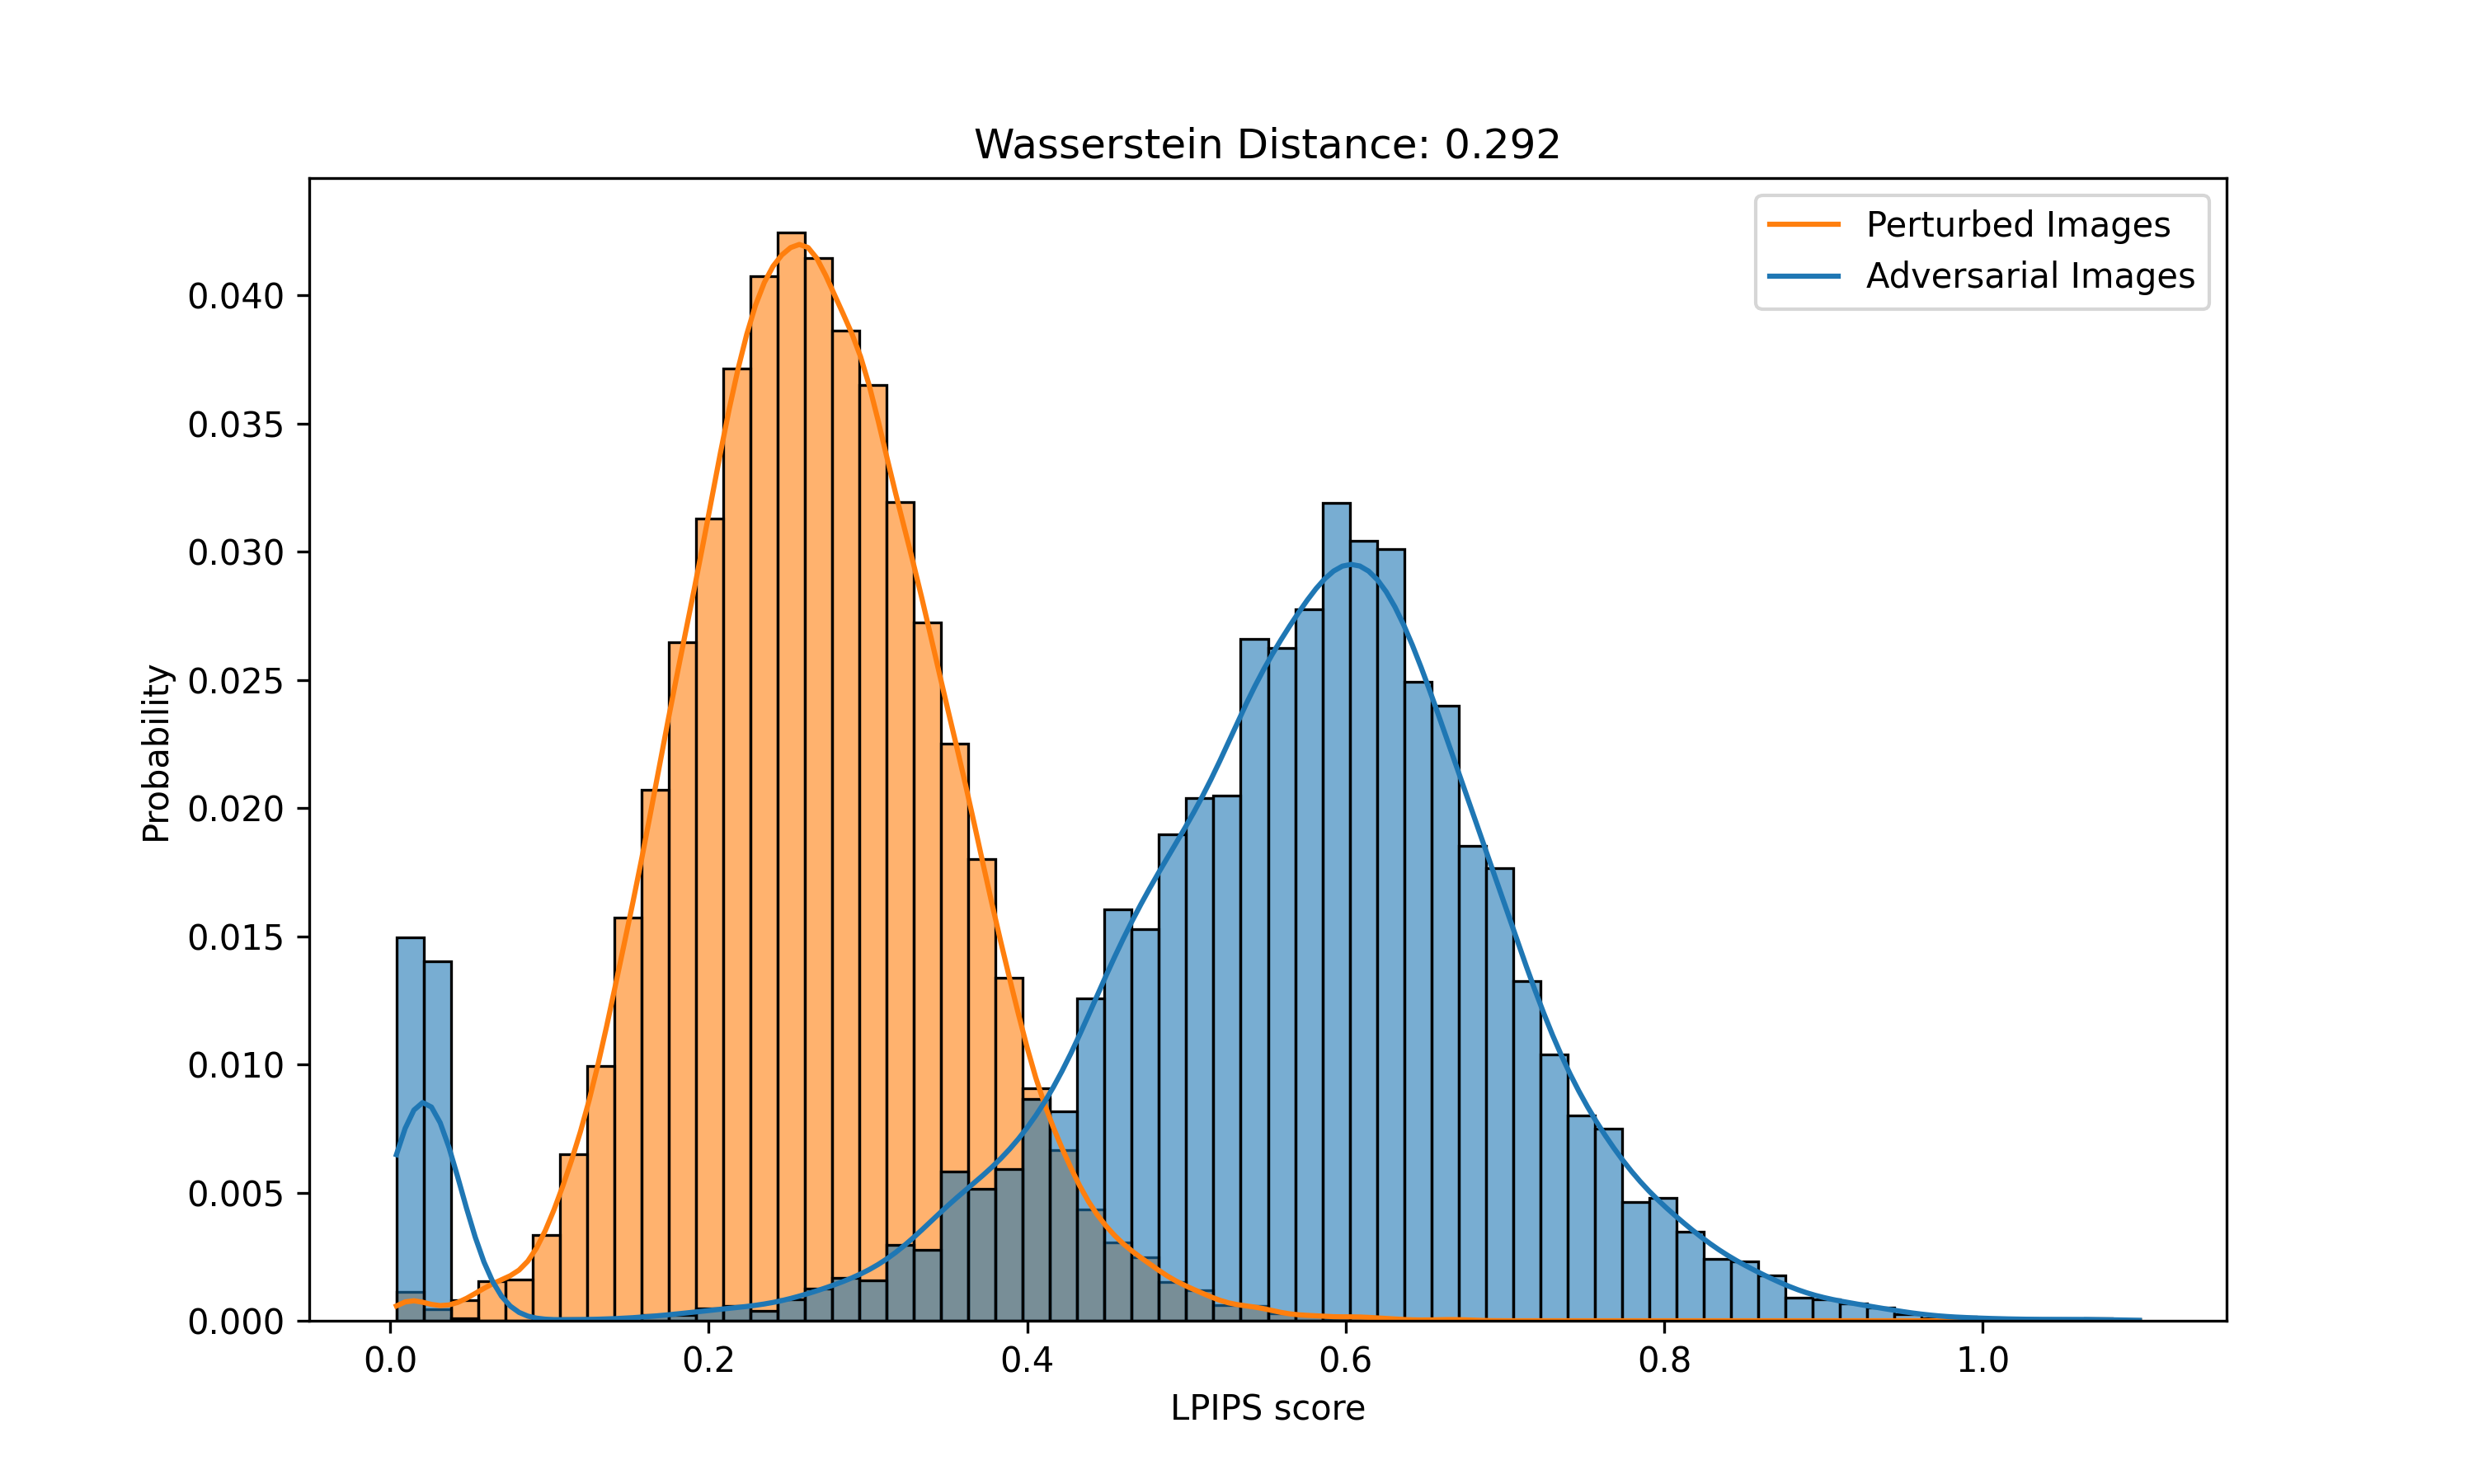 Wasserstein Distance: 0.292
Perturbed Images
Adversarial Images
Probability
0.040
0.035
0.030
0.025
0.020
0.015
0.010
0.005
0.000
0.0 0.2 0.4 0.6 0.8 1.0
LPIPS score